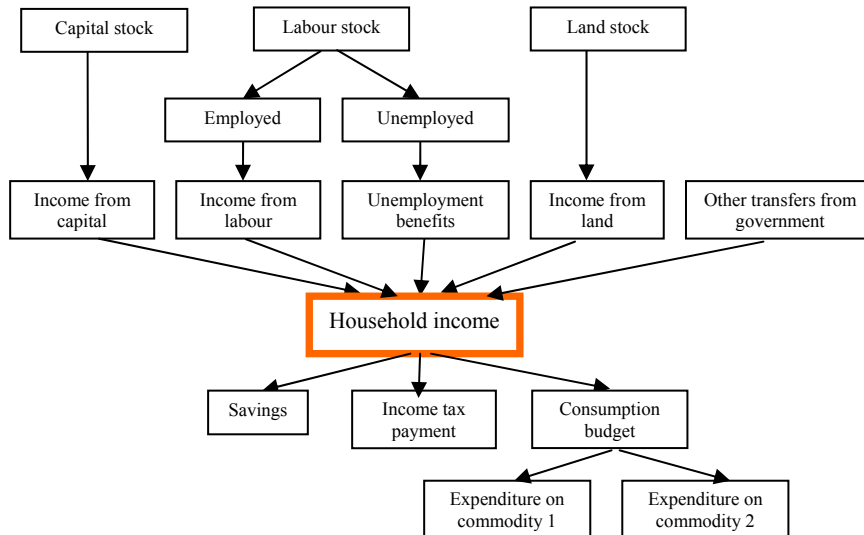 Capital stock
Labour stock
Land stock
Employed
Unemployed
Income from
capital
Income from
labour
Unemployment
benefits
Income from
land
Other transfers from
government
Household income
Savings
Income tax
payment
Consumption
budget
Expenditure on
commodity 1
Expenditure on
commodity 2